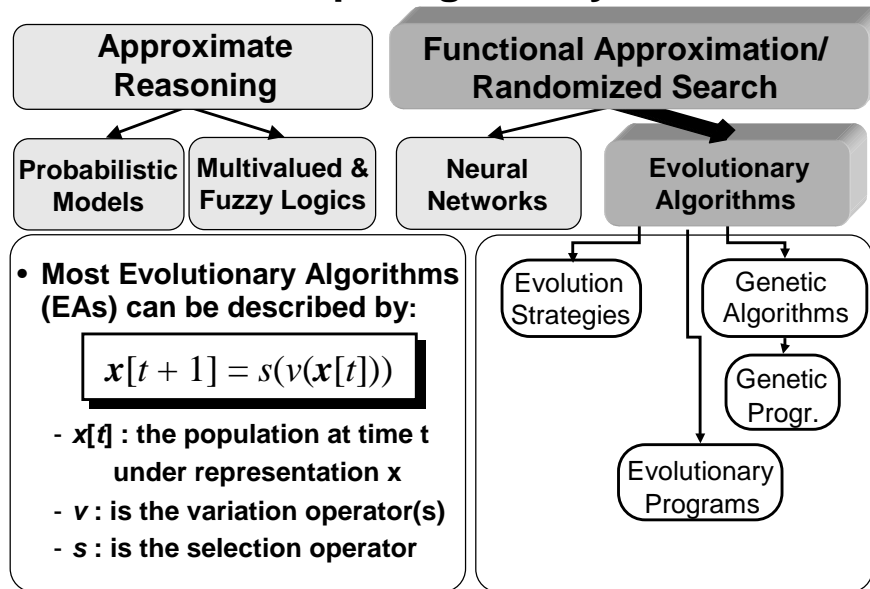 Approximate
Reasoning
Functional Approximation/
Randomized Search
Probabilistic
Models
Multivalued &
Fuzzy Logics
Neural
Networks
Evolutionary
Algorithms
• Most Evolutionary Algorithms
(EAs) can be described by:
x[t + 1] = s(v(x[t]))
- x[t] : the population at time t
under representation x
- v : is the variation operator(s)
- s : is the selection operator
Evolution
Strategies
Genetic
Algorithms
Genetic
Progr.
Evolutionary
Programs